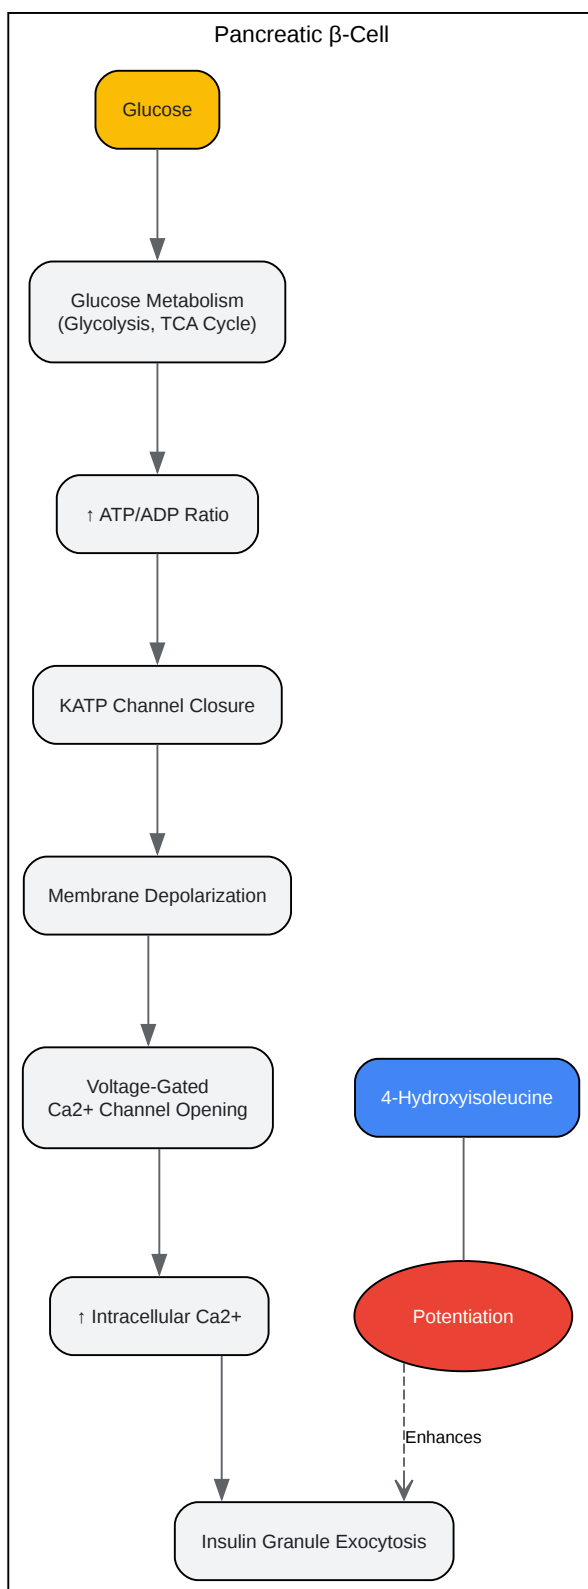 Pancreatic β-Cell
Glucose
Glucose Metabolism
(Glycolysis, TCA Cycle)
↑ ATP/ADP Ratio
KATP Channel Closure
Membrane Depolarization
Voltage-Gated
Ca2+ Channel Opening
4-Hydroxyisoleucine
↑ Intracellular Ca2+
Potentiation
Enhances
Insulin Granule Exocytosis